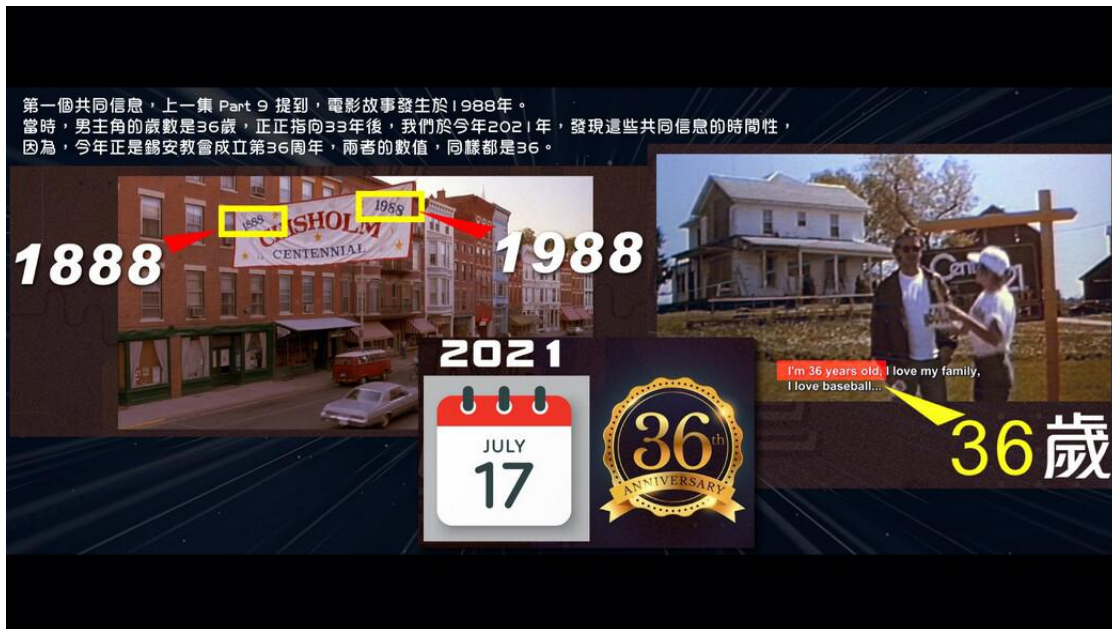 第一個共同信息，上一集 Part 9 提到，電影故事發生於1988年。
當時，男主角的歲數是36歲，正正指向33年後，我們於今年2021年，發現這些共同信息的時間性，
因為，今年正是錫安教會成立第36周年，兩者的數值，同樣都是36。
1888
1988
CHISHOLM
CENTENNIAL
1888
1988
Century 21
I'm 36 years old, I love my family,
I love baseball...
36歲
2021
JULY
17
36th
ANNIVERSARY